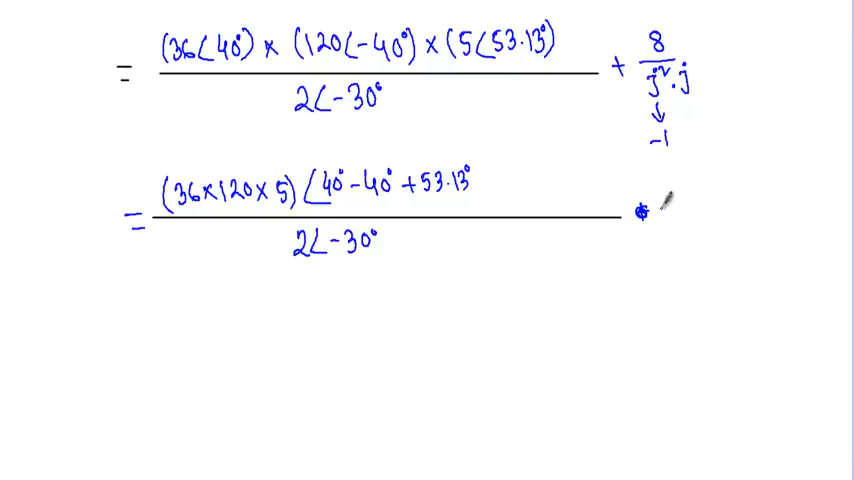 = (36∠40°) × (120∠-40°) × (5∠53.13°) / 2∠-30° + 8 / j².j
↓
-1
= (36×120×5) ∠40° - 40° + 53.13° / 2∠-30°